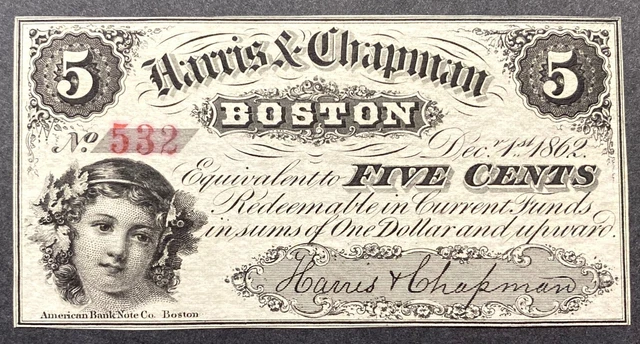 5 Harris & Chapman 5
BOSTON
No. 532
Decr. 1st 1862.
Equivalent to FIVE CENTS
Redeemable in Current Funds
in sums of One Dollar and upward.
Harris & Chapman
American Bank Note Co. Boston